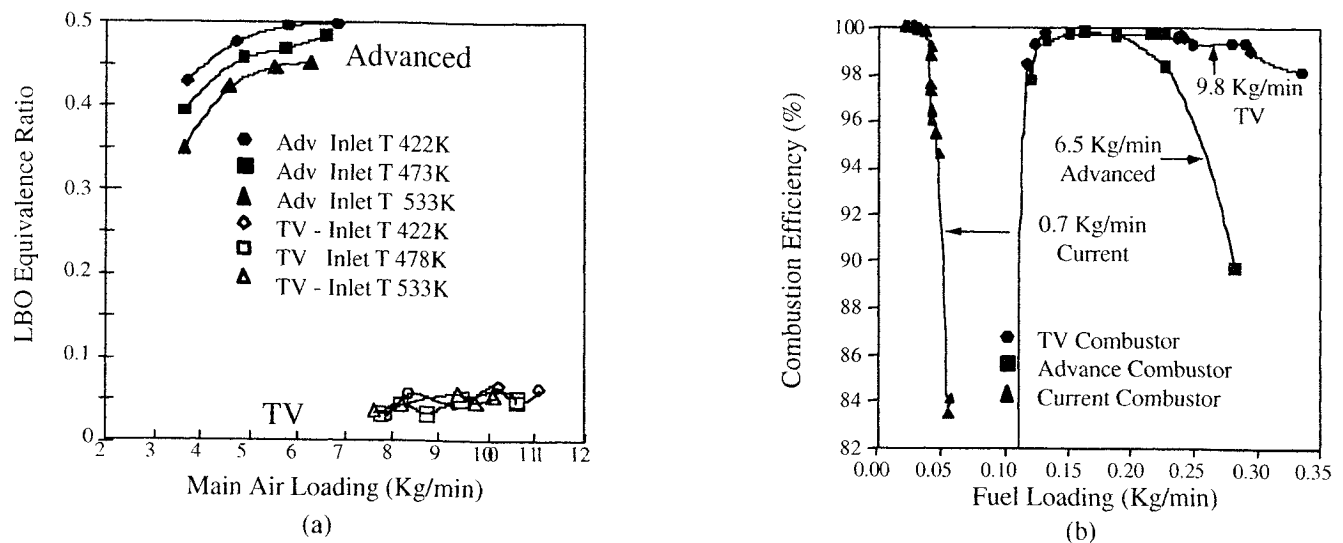 0.5
0.4
0.3
0.5
0.2
0.1
0
LBO Equivalence Ratio
Advanced
Adv Inlet T 422K
Adv Inlet T 473K
Adv Inlet T 533K
TV - Inlet T 422K
TV Inlet T 478K
TV - Inlet T 533K
TV
2 3 4 5 6 7 8 9 10 11 12
Main Air Loading (Kg/min)
(a)
100
98
96
94
92
90
88
86
84
82
Combustion Efficiency (%)
9.8 Kg/min
TV
6.5 Kg/min
Advanced
0.7 Kg/min
Current
TV Combustor
Advance Combustor
Current Combustor
0.00 0.05 0.10 0.15 0.20 0.25 0.30 0.35
Fuel Loading (Kg/min)
(b)